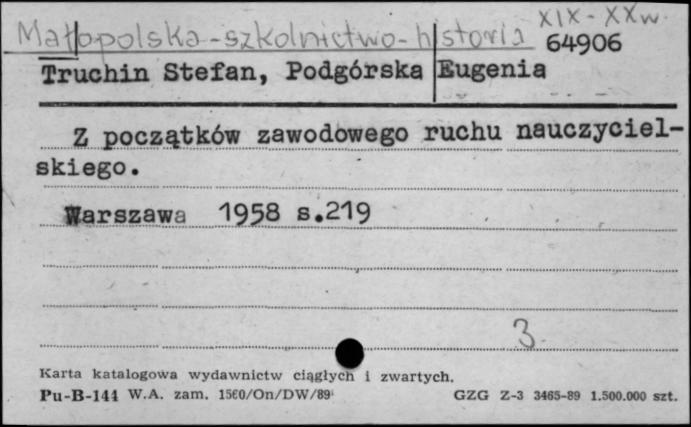 Małopolska-szkolnictwo-historia XIX-XXw.
64906
Truchin Stefan, Podgórska Eugenia
Z początków zawodowego ruchu nauczyciel-
skiego.
Warszawa 1958 s.219
3
Karta katalogowa wydawnictw ciągłych i zwartych.
Pu-B-144 W.A. zam. 1560/On/DW/89 GZG Z-3 3465-89 1.500.000 szt.